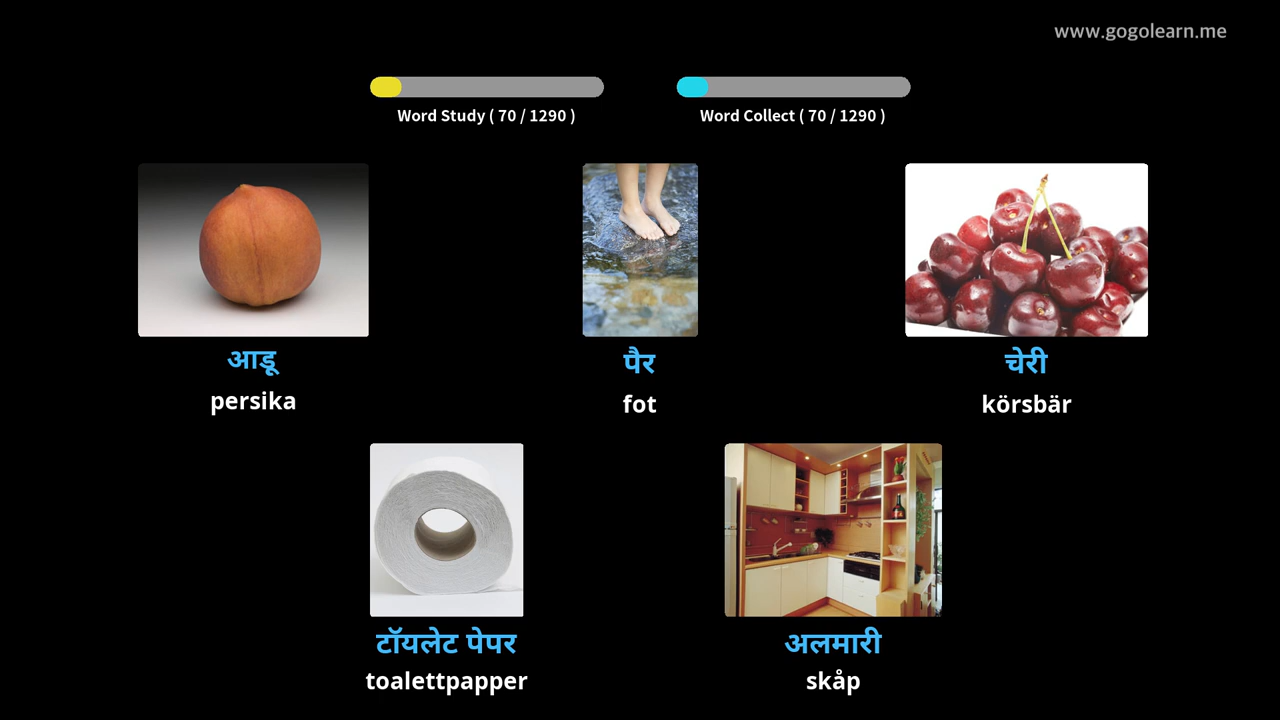 www.gogolearn.me
Word Study ( 70 / 1290 )
Word Collect ( 70 / 1290 )
आड़ू
persika
पैर
fot
चेरी
körsbär
टॉयलेट पेपर
toalettpapper
अलमारी
skåp